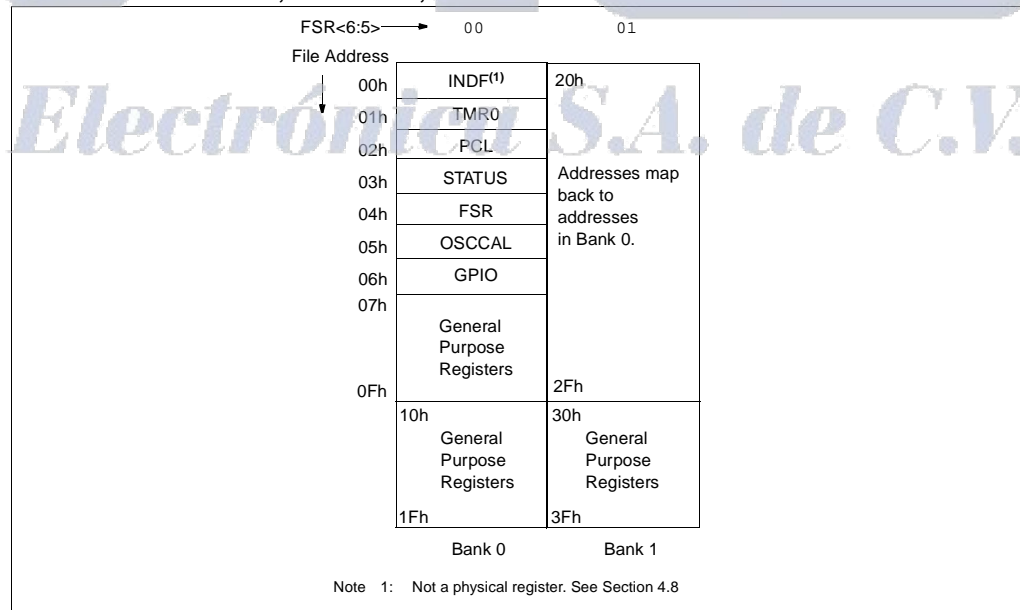 FSR<6:5> 00 01
File Address
00h INDF(1) 20h
01h TMR0
02h PCL
03h STATUS
04h FSR
05h OSCCAL
06h GPIO
07h
General
Purpose
Registers
0Fh
Addresses map
back to
addresses
in Bank 0.
2Fh
10h
General
Purpose
Registers
1Fh
30h
General
Purpose
Registers
3Fh
Bank 0 Bank 1
Note 1: Not a physical register. See Section 4.8
Electrónica S.A. de C.V.